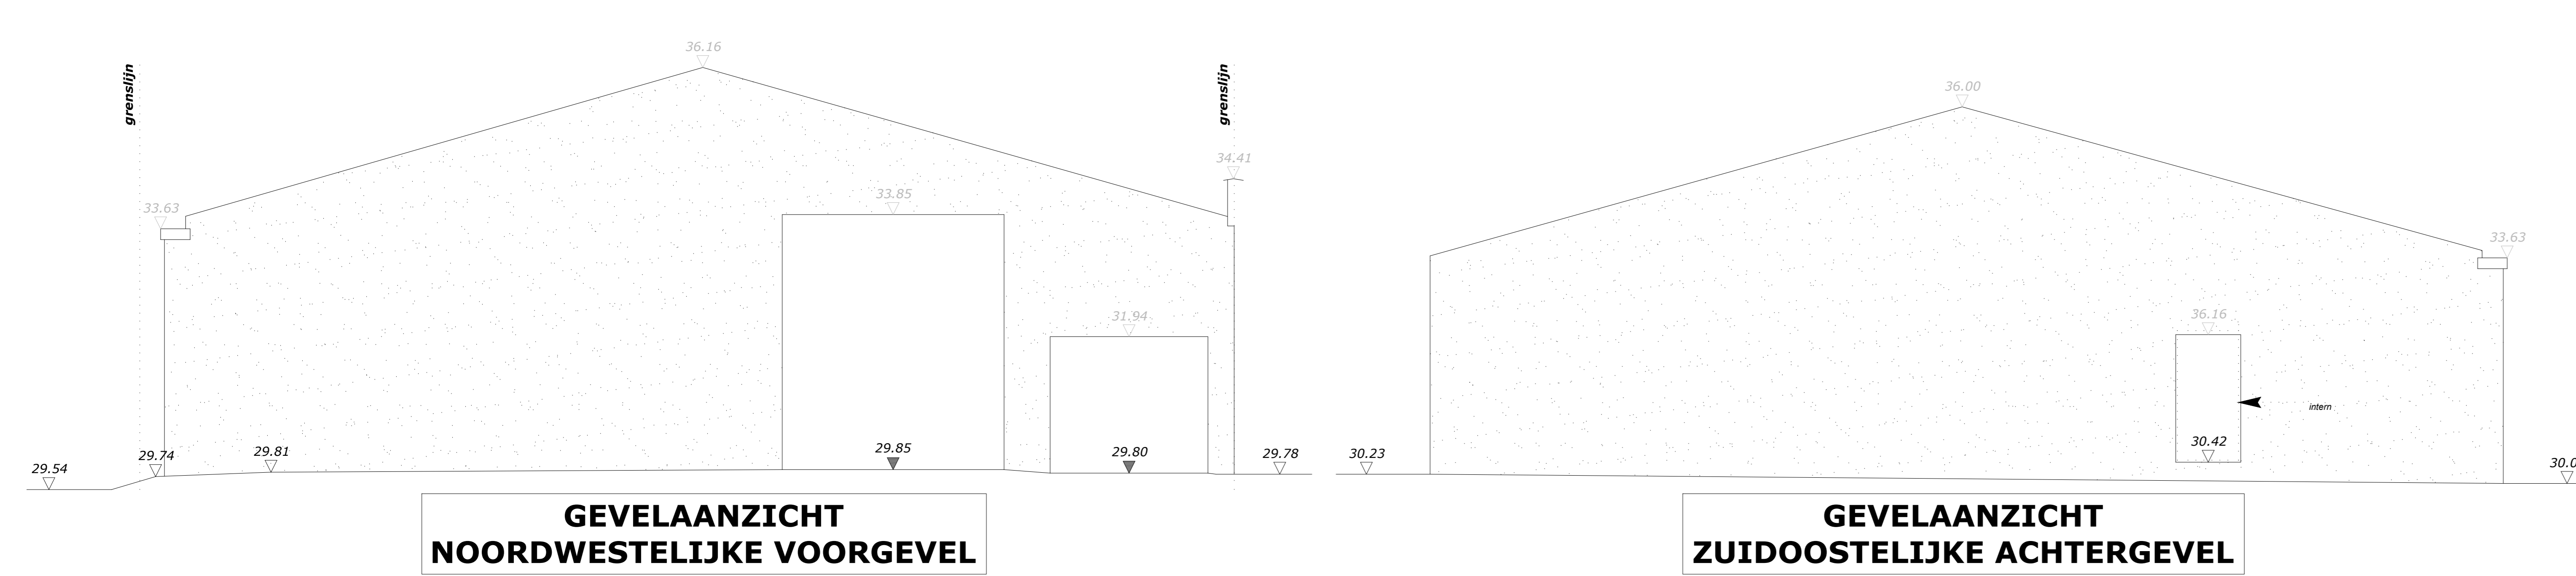 36.16
grenslijn
grenslijn
36.00
34.41
33.85
33.63
33.63
31.94
36.16
intern
29.85
29.81
29.80
29.74
29.78
29.54
30.42
30.23
GEVELAANZICHT
NOORDWESTELIJKE VOORGEVEL
GEVELAANZICHT
ZUIDOOSTELIJKE ACHTERGEVEL